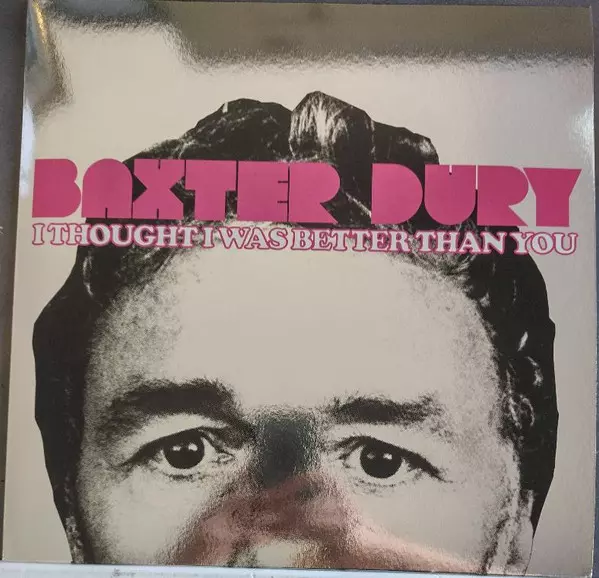 BAXTER DURY
I THOUGHT I WAS BETTER THAN YOU